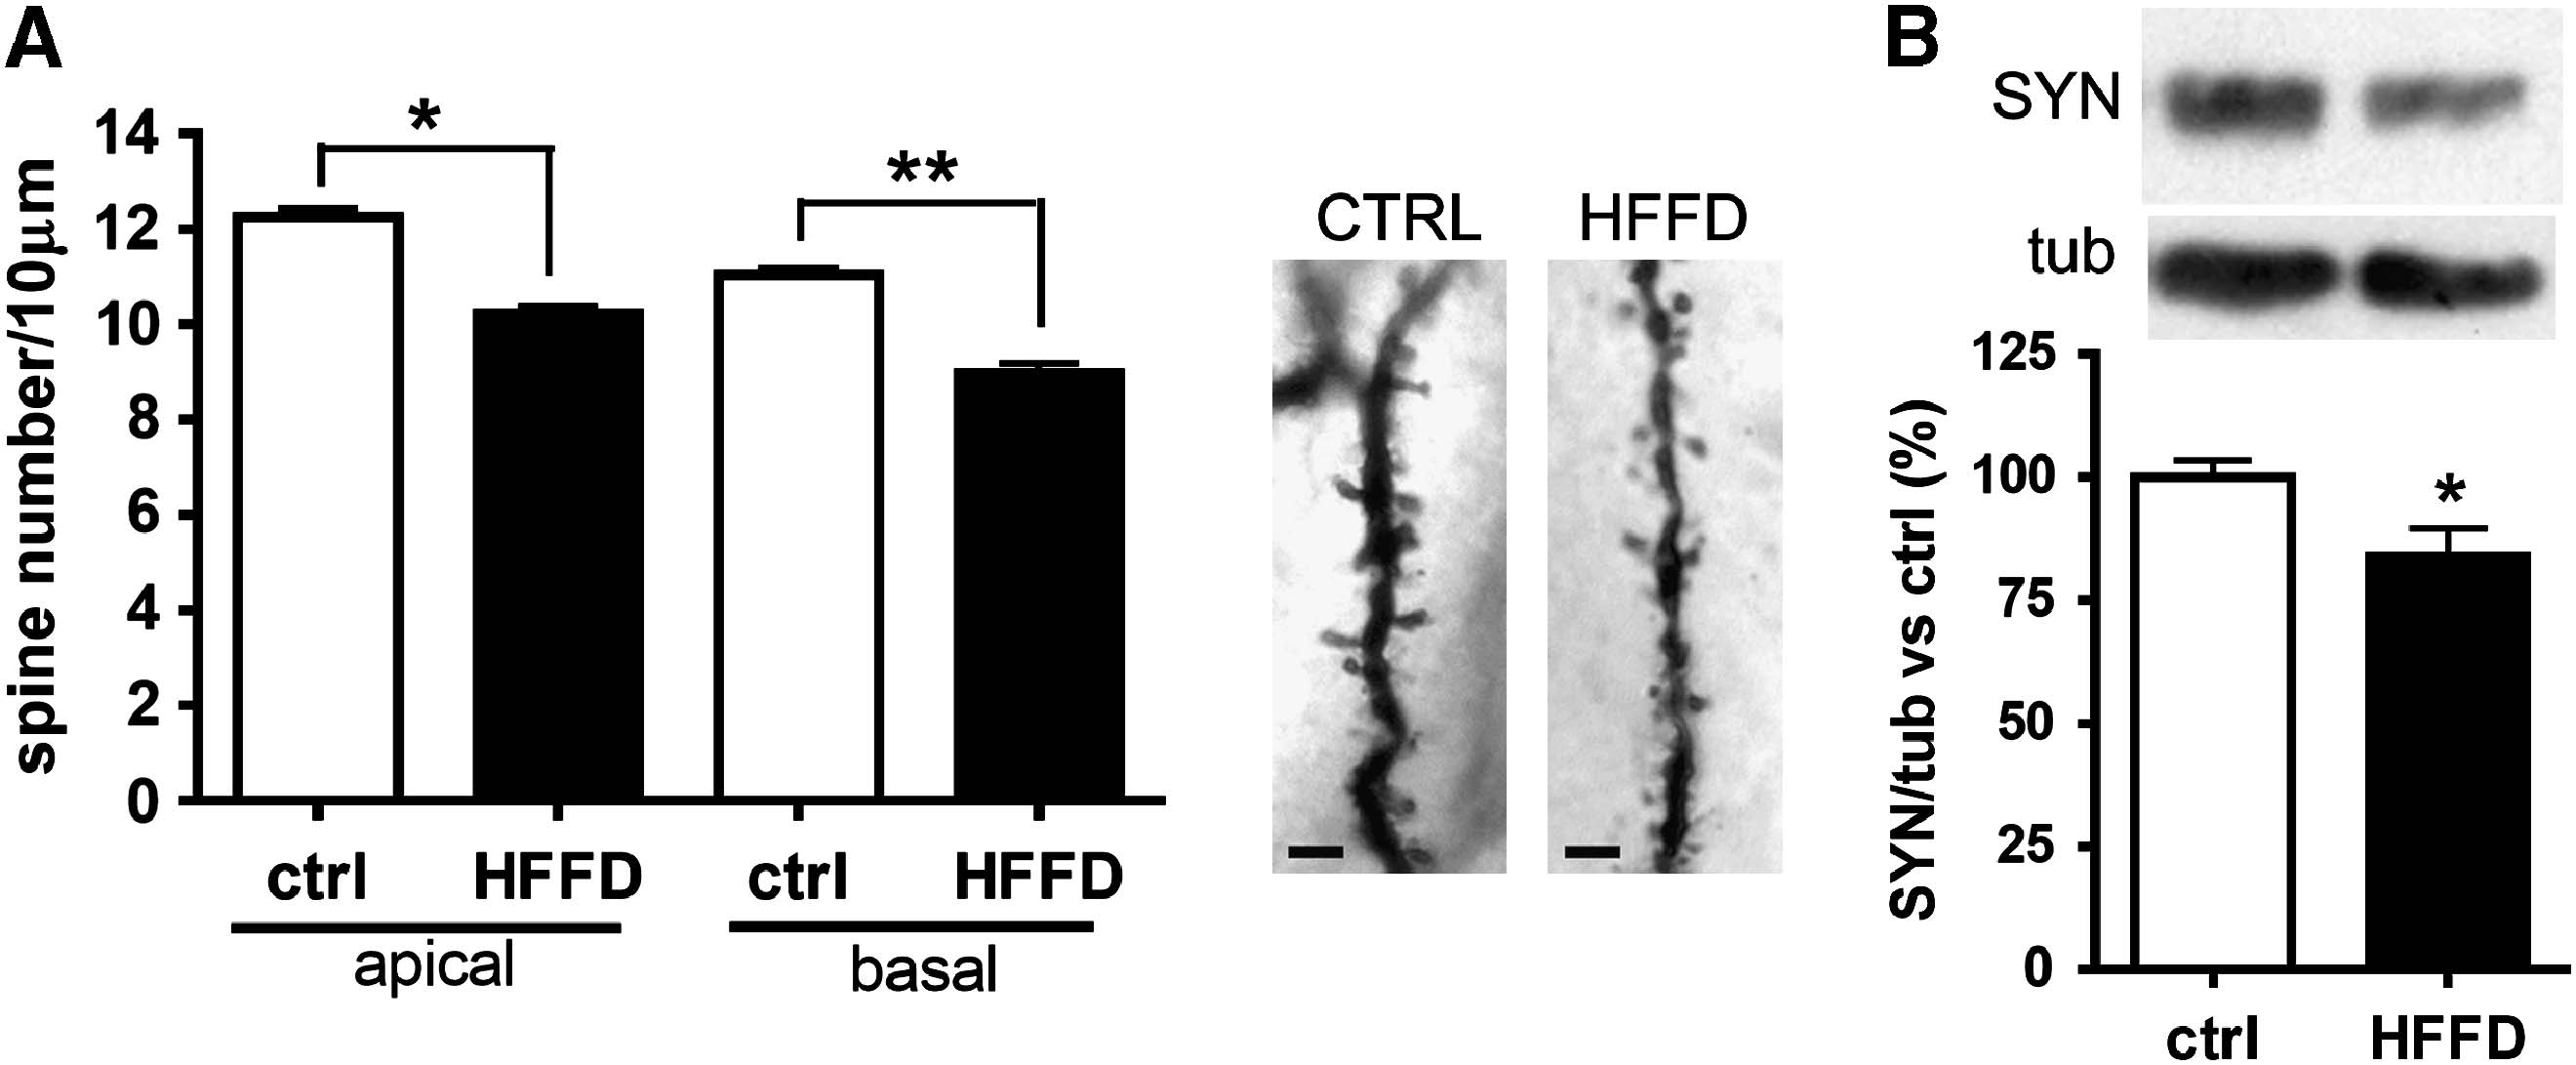 A
spine number/10μm
14
12
10
8
6
4
2
0
*
**
ctrl HFFD ctrl HFFD
apical basal
CTRL HFFD
B
SYN
tub
SYN/tub vs ctrl (%)
125
100
75
50
25
0
*
ctrl HFFD